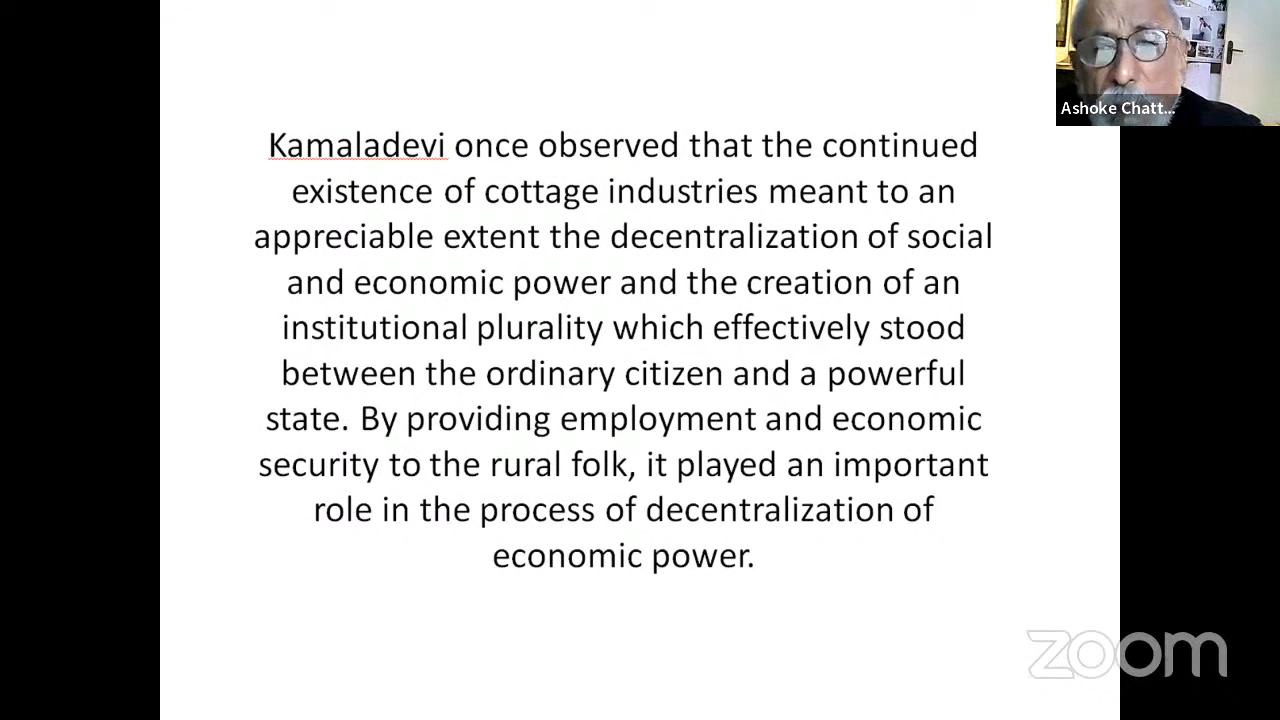 Ashoke Chatt...
Kamaladevi once observed that the continued
existence of cottage industries meant to an
appreciable extent the decentralization of social
and economic power and the creation of an
institutional plurality which effectively stood
between the ordinary citizen and a powerful
state. By providing employment and economic
security to the rural folk, it played an important
role in the process of decentralization of
economic power.
zoom